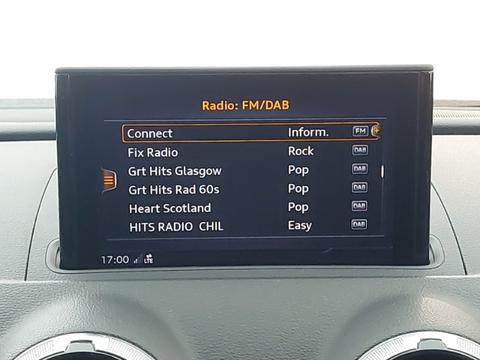 Radio: FM/DAB
Connect Inform. FM
Fix Radio Rock DAB
Grt Hits Glasgow Pop DAB
Grt Hits Rad 60s Pop DAB
Heart Scotland Pop DAB
HITS RADIO CHIL Easy DAB
17:00 LTE